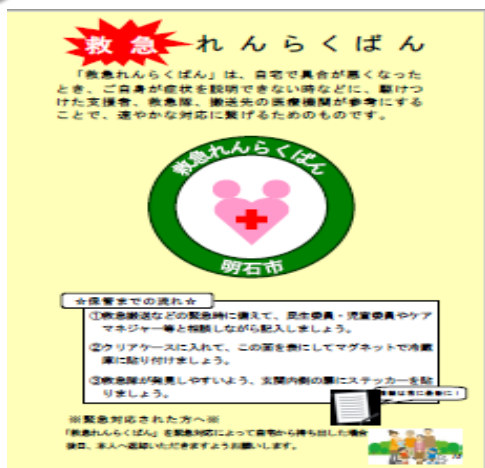 救急れんらくばん
「救急れんらくばん」は、自宅で具合が悪くなった
とき、ご自身が症状を説明できない時などに、駆けつ
けた支援者、救急隊、搬送先の医療機関が参考にする
ことで、速やかな対応に繋げるためのものです。
救急れんらくばん
明石市
☆保管までの流れ☆
①救急搬送などの緊急時に備えて、民生委員・児童委員やケア
マネジャー等と相談しながら記入しましょう。
②クリアケースに入れて、この面を表にしてマグネットで冷蔵
庫に貼り付けましょう。
③救急隊が発見しやすいよう、玄関内側の扉にステッカーを貼
りましょう。
※緊急対応された方へ※
「救急れんらくばん」を緊急対応によって自宅から持ち出した場合
後日、本人へ返却いただきますようお願いします。